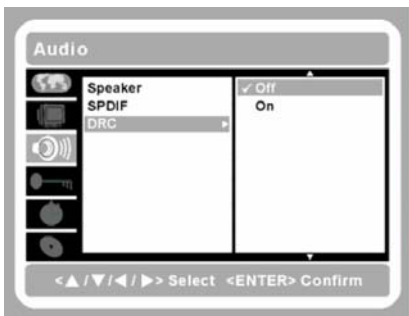 Audio
Speaker
SPDIF
DRC
✓ Off
On
<▲/▼/◀/▶> Select <ENTER> Confirm